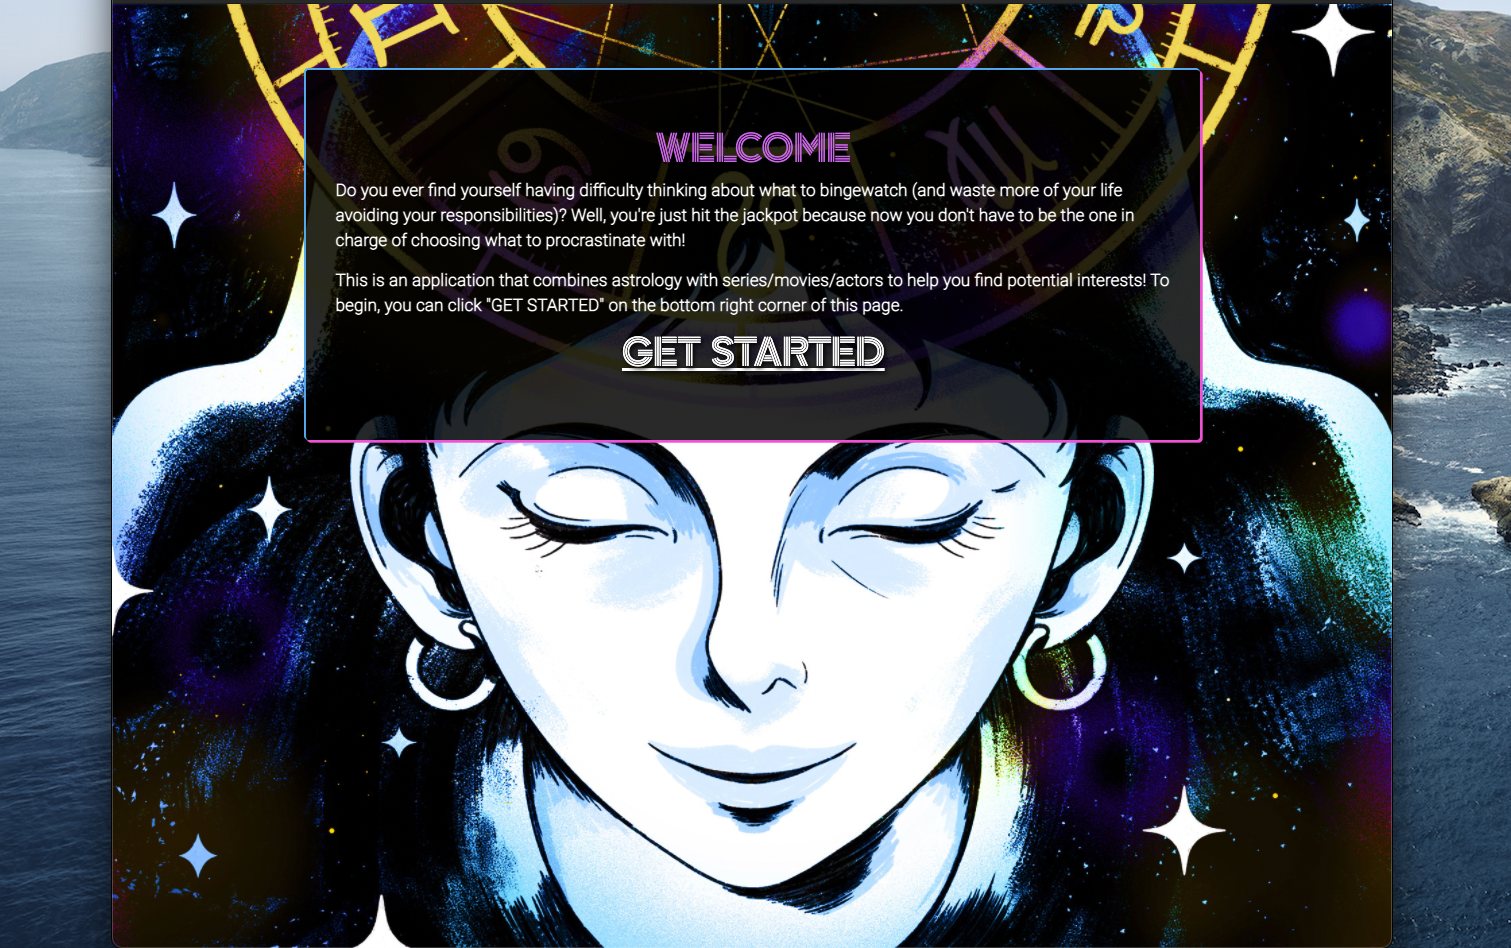 WELCOME
Do you ever find yourself having difficulty thinking about what to bingewatch (and waste more of your life
avoiding your responsibilities)? Well, you're just hit the jackpot because now you don't have to be the one in
charge of choosing what to procrastinate with!
This is an application that combines astrology with series/movies/actors to help you find potential interests! To
begin, you can click "GET STARTED" on the bottom right corner of this page.
GET STARTED